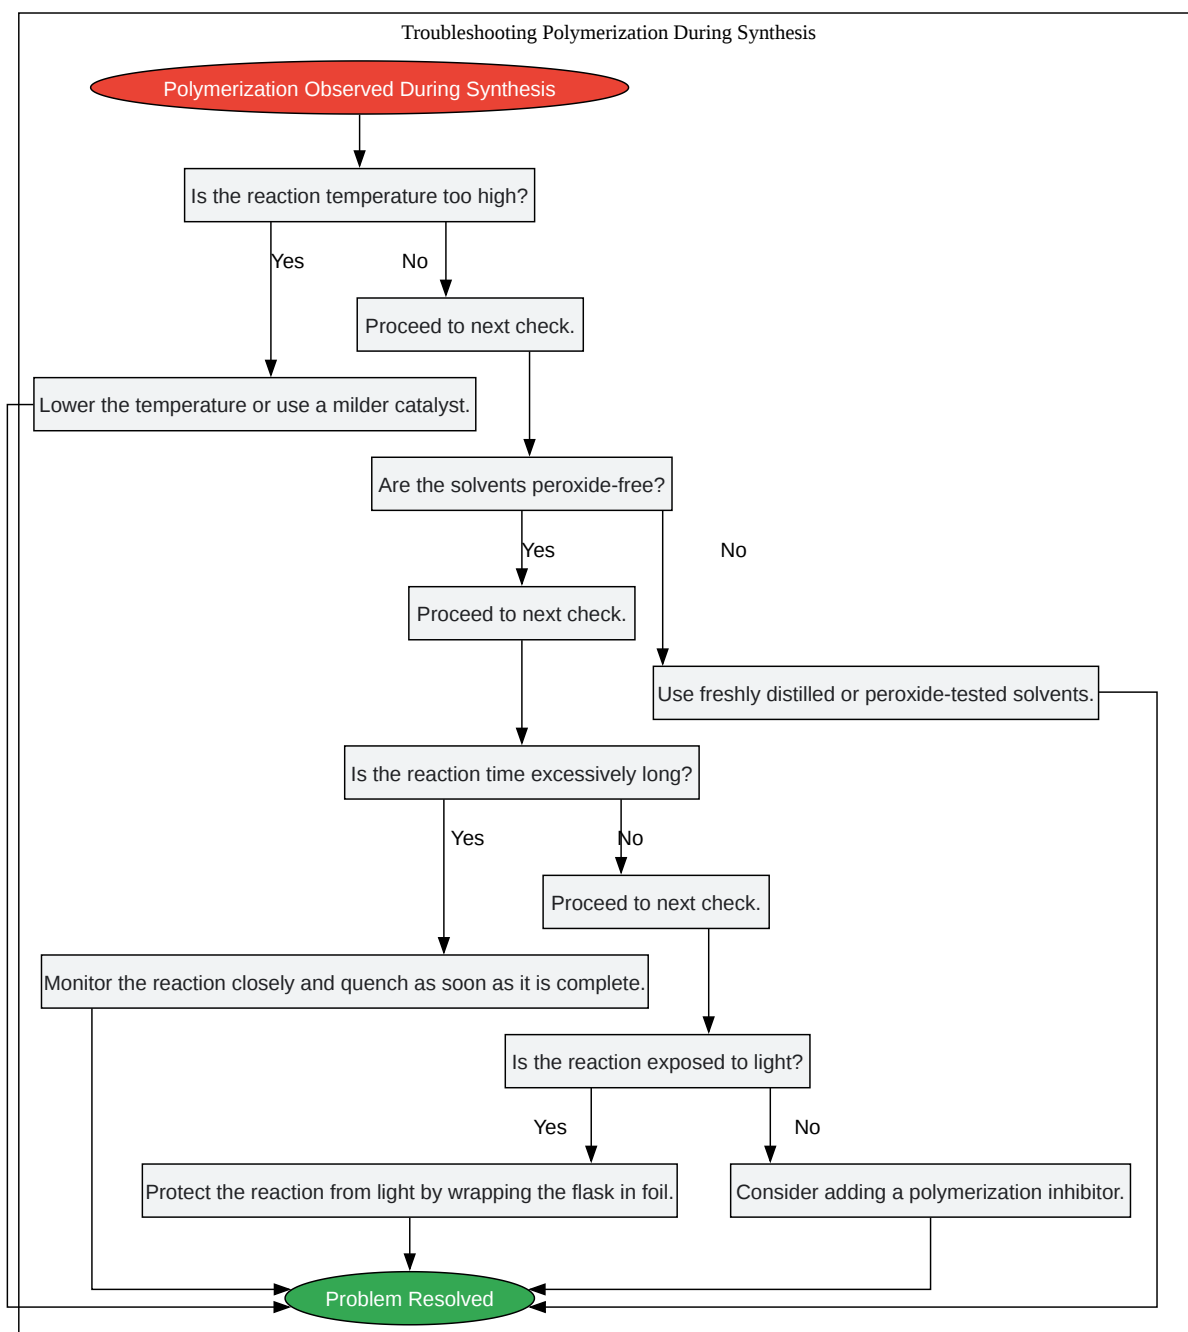 Troubleshooting Polymerization During Synthesis
Polymerization Observed During Synthesis
Is the reaction temperature too high?
Yes
No
Proceed to next check.
Lower the temperature or use a milder catalyst.
Are the solvents peroxide-free?
Yes
No
Proceed to next check.
Use freshly distilled or peroxide-tested solvents.
Is the reaction time excessively long?
Yes
No
Proceed to next check.
Monitor the reaction closely and quench as soon as it is complete.
Is the reaction exposed to light?
Yes
No
Protect the reaction from light by wrapping the flask in foil.
Consider adding a polymerization inhibitor.
Problem Resolved